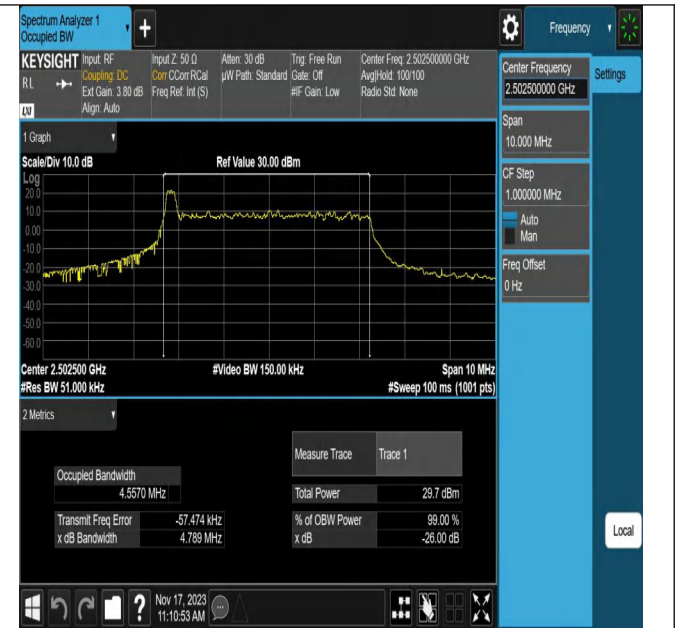 Spectrum Analyzer 1
Occupied BW
+
Frequency
KEYSIGHT
RL
LXI
Input: RF
Coupling: DC
Ext Gain: 3.80 dB
Align: Auto
Input Z: 50 Ω
Corr CCorr RCal
Freq Ref: Int (S)
Atten: 30 dB
µW Path: Standard
Trig: Free Run
Gate: Off
#IF Gain: Low
Center Freq: 2.502500000 GHz
Avg|Hold: 100/100
Radio Std: None
Center Frequency
2.502500000 GHz
Settings
Span
10.000 MHz
CF Step
1.000000 MHz
Auto
Man
Freq Offset
0 Hz
Local
1 Graph
Scale/Div 10.0 dB
Ref Value 30.00 dBm
Log
20.0
10.0
0.00
-10.0
-20.0
-30.0
-40.0
-50.0
-60.0
Center 2.502500 GHz
#Video BW 150.00 kHz
Span 10 MHz
#Res BW 51.000 kHz
#Sweep 100 ms (1001 pts)
2 Metrics
Measure Trace Trace 1
Occupied Bandwidth
4.5570 MHz
Total Power 29.7 dBm
Transmit Freq Error -57.474 kHz
% of OBW Power 99.00 %
x dB Bandwidth 4.789 MHz
x dB -26.00 dB
?
Nov 17, 2023
11:10:53 AM